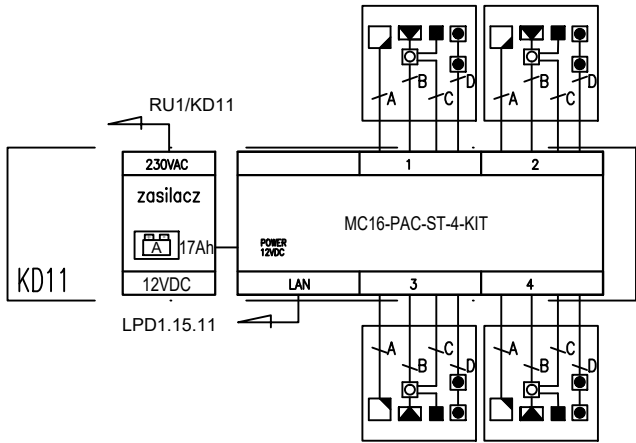 A B C D
A B C D
RU1/KD11
230VAC
1
2
zasilacz
MC16-PAC-ST-4-KIT
A
17Ah
POWER
12VDC
KD11
12VDC
LAN
3
4
LPD1.15.11
A B C D
A B C D